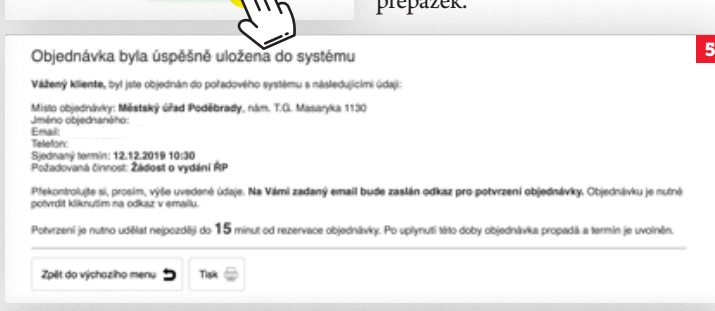 přepážek.
5
Objednávka byla úspěšně uložena do systému
Vážený kliente, byl jste objednán do pořadového systému s následujícími údaji:
Místo objednávky: Městský úřad Poděbrady, nám. T.G. Masaryka 1130
Jméno objednaného:
Email:
Telefon:
Sjednaný termín: 12.12.2019 10:30
Požadovaná činnost: Žádost o vydání ŘP
Překontrolujte si, prosím, výše uvedené údaje. Na Vámi zadaný email bude zaslán odkaz pro potvrzení objednávky. Objednávku je nutné
potvrdit kliknutím na odkaz v emailu.
Potvrzení je nutno udělat nejpozději do 15 minut od rezervace objednávky. Po uplynutí této doby objednávka propadá a termín je uvolněn.
Zpět do výchozího menu
Tisk